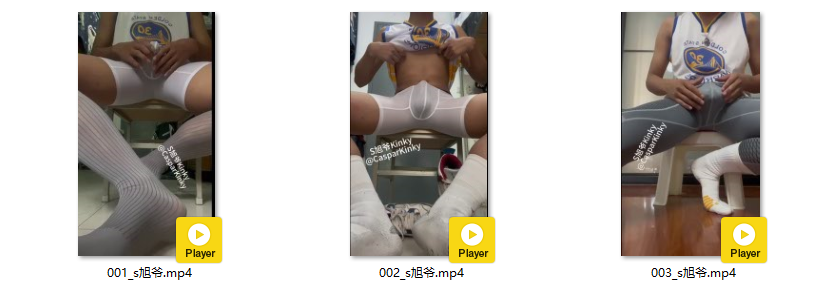 S旭爷Kinky
@CasparKinky
S旭爷Kinky
@CasparKinky
S旭爷Kinky
@CasparKinky
Player
Player
Player
001_s旭爷.mp4
002_s旭爷.mp4
003_s旭爷.mp4